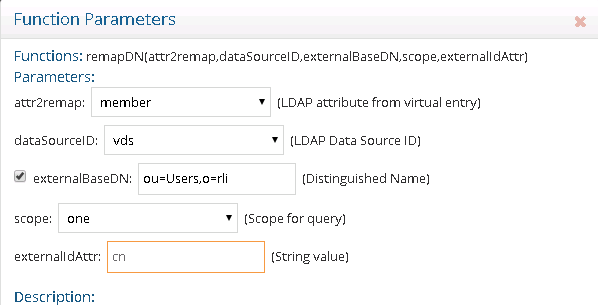 Function Parameters
Functions: remapDN(attr2remap,dataSourceID,externalBaseDN,scope,externalIdAttr)
Parameters:
attr2remap: member (LDAP attribute from virtual entry)
dataSourceID: vds (LDAP Data Source ID)
externalBaseDN: ou=Users,o=rli (Distinguished Name)
scope: one (Scope for query)
externalIdAttr: cn (String value)
Description: